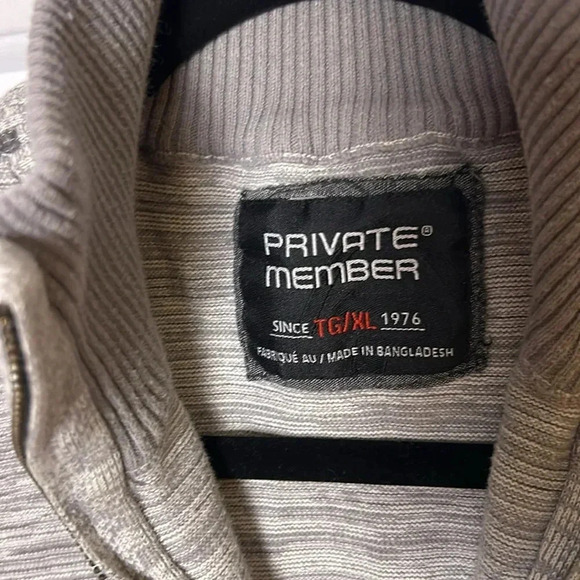 PRIVATE®
MEMBER
SINCE TG/XL 1976
FABRIQUÉ AU / MADE IN BANGLADESH